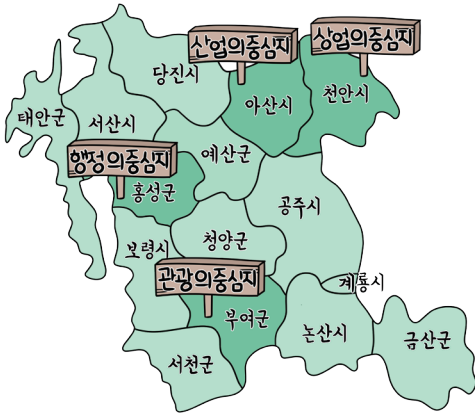 산업의중심지
상업의중심지
당진시
아산시
천안시
태안군
서산시
행정의중심지
예산군
홍성군
공주시
보령시
청양군
관광의중심지
계룡시
부여군
논산시
금산군
서천군